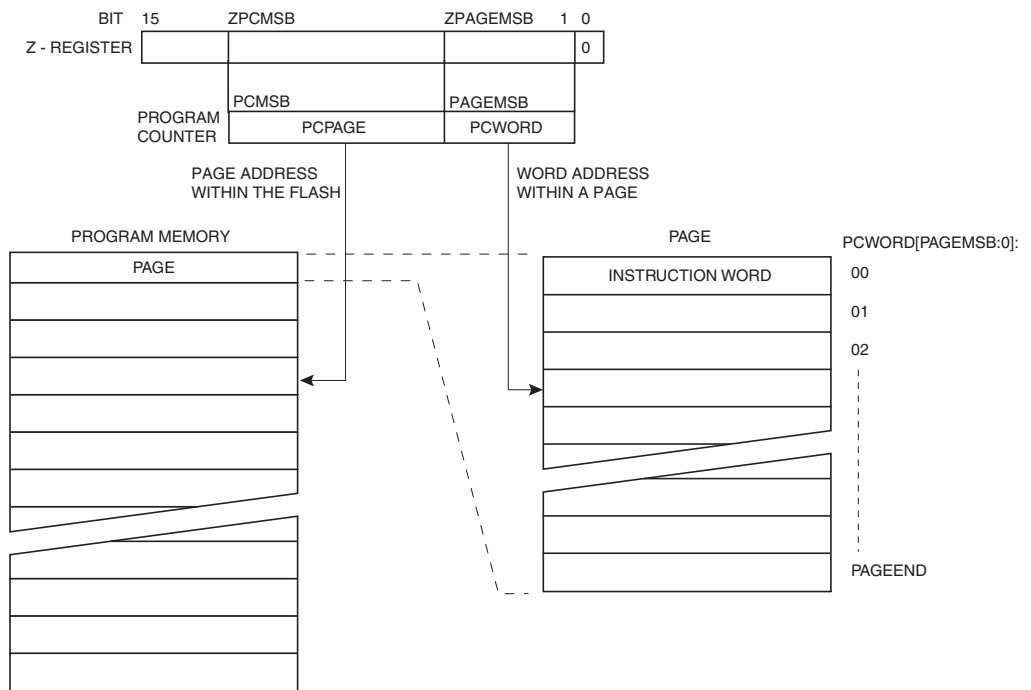 BIT 15 ZPCMSB ZPAGEMSB 1 0
Z - REGISTER 0
PCMSB PAGEMSB
PROGRAM
COUNTER
PCPAGE PCWORD
PAGE ADDRESS
WITHIN THE FLASH
WORD ADDRESS
WITHIN A PAGE
PROGRAM MEMORY
PAGE
PAGE
INSTRUCTION WORD
PCWORD[PAGEMSB:0]:
00
01
02
PAGEEND